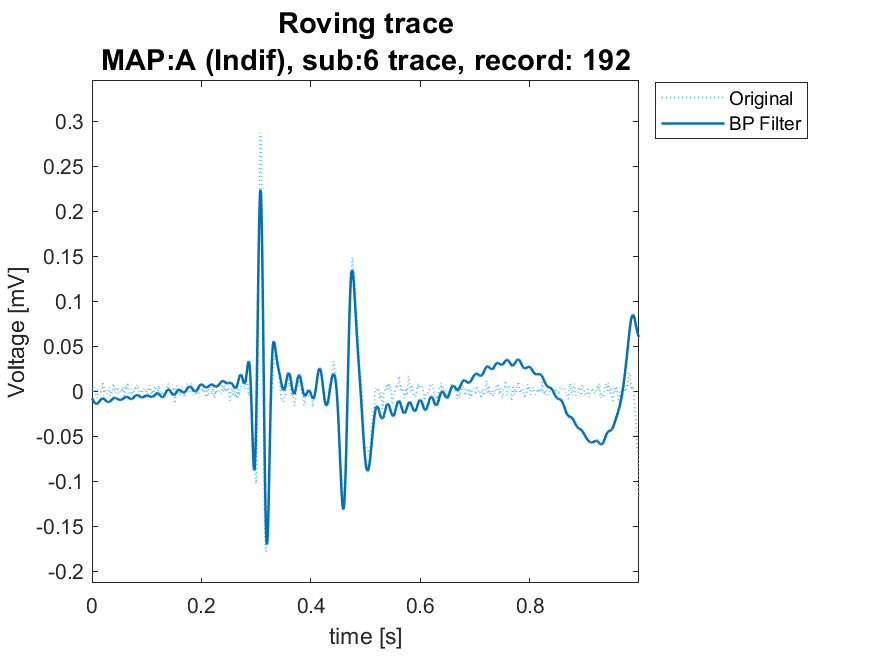 Roving trace
MAP:A (Indif), sub:6 trace, record: 192
Original
BP Filter
0.3
0.25
0.2
0.15
0.1
0.05
0
-0.05
-0.1
-0.15
-0.2
Voltage [mV]
0
0.2
0.4
0.6
0.8
time [s]